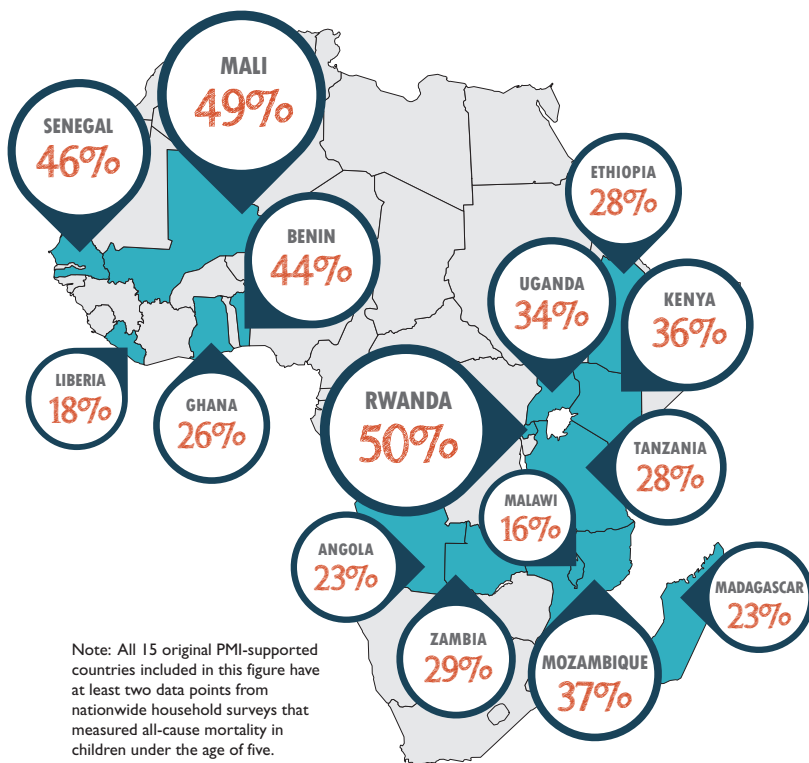 MALI
49%
SENEGAL
46%
ETHIOPIA
28%
BENIN
44%
UGANDA
34%
KENYA
36%
LIBERIA
18%
GHANA
26%
RWANDA
50%
TANZANIA
28%
MALAWI
16%
ANGOLA
23%
MADAGASCAR
23%
ZAMBIA
29%
MOZAMBIQUE
37%
Note: All 15 original PMI-supported
countries included in this figure have
at least two data points from
nationwide household surveys that
measured all-cause mortality in
children under the age of five.